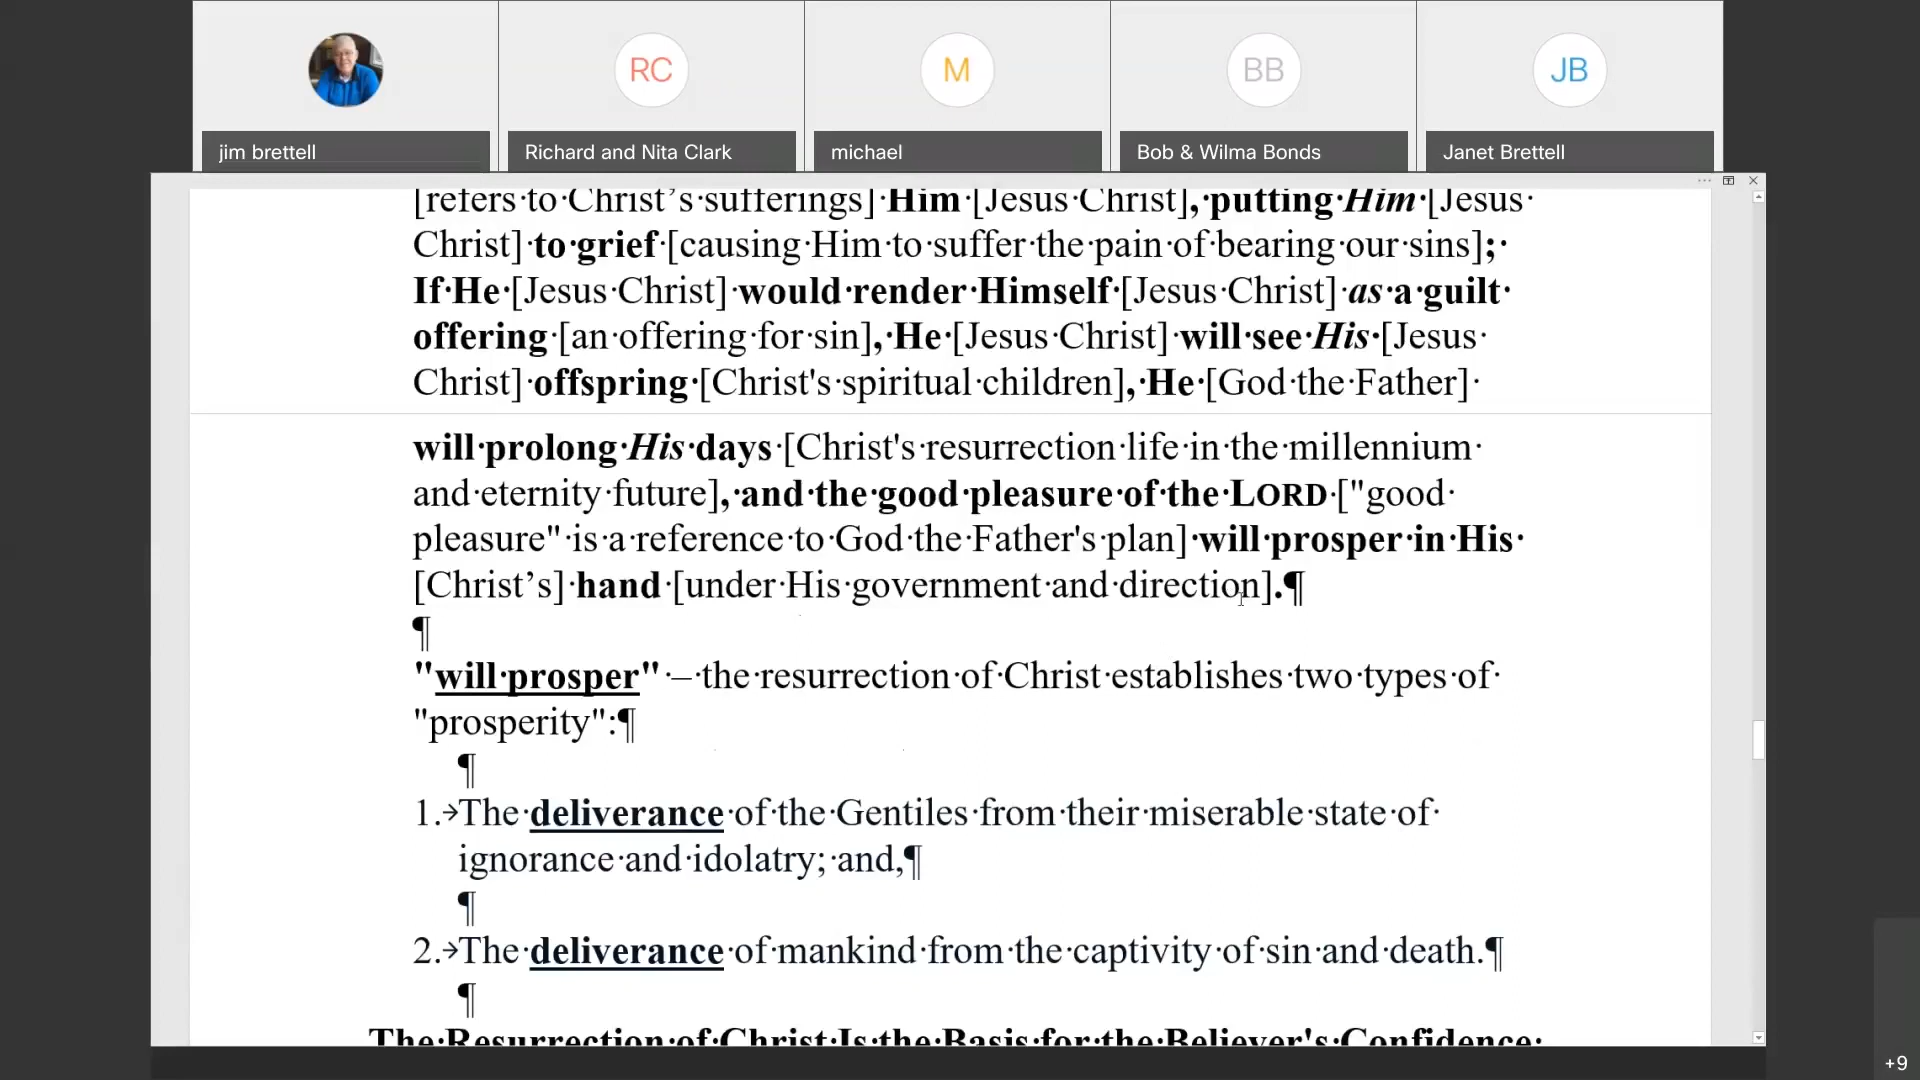 RC
M
BB
JB
jim brettell
Richard and Nita Clark
michael
Bob & Wilma Bonds
Janet Brettell
[refers to Christ’s sufferings] Him [Jesus Christ], putting Him [Jesus
Christ] to grief [causing Him to suffer the pain of bearing our sins];
If He [Jesus Christ] would render Himself [Jesus Christ] as a guilt
offering [an offering for sin], He [Jesus Christ] will see His [Jesus
Christ] offspring [Christ's spiritual children], He [God the Father]
will prolong His days [Christ's resurrection life in the millennium
and eternity future], and the good pleasure of the LORD ["good
pleasure" is a reference to God the Father's plan] will prosper in His
[Christ’s] hand [under His government and direction].¶
¶
"will prosper" – the resurrection of Christ establishes two types of
"prosperity":¶
¶
1.→The deliverance of the Gentiles from their miserable state of
ignorance and idolatry; and,¶
¶
2.→The deliverance of mankind from the captivity of sin and death.¶
¶
The Resurrection of Christ Is the Basis for the Believer's Confidence
+9